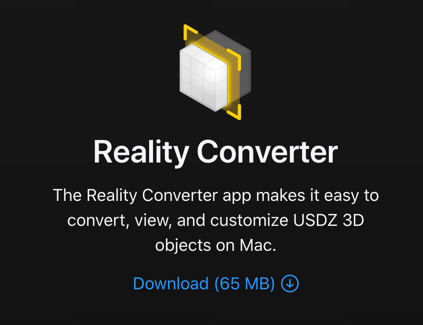 Reality Converter
The Reality Converter app makes it easy to
convert, view, and customize USDZ 3D
objects on Mac.
Download (65 MB)